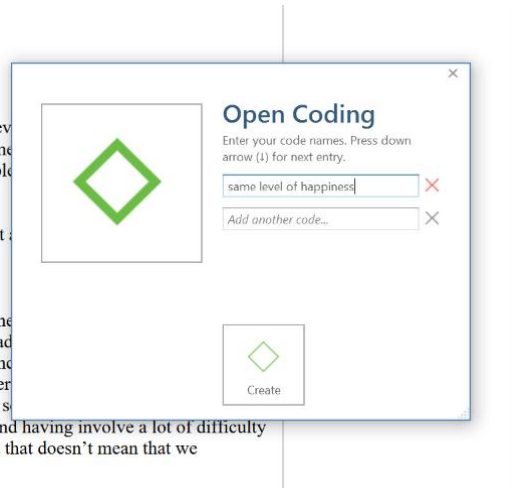 Open Coding
Enter your code names. Press down
arrow (↓) for next entry.
same level of happiness
Add another code...
Create
nd having involve a lot of difficulty
that doesn't mean that we